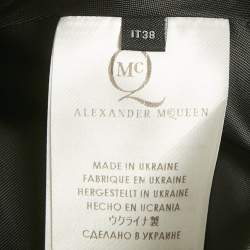 IT38
McQ
ALEXANDER McQUEEN
MADE IN UKRAINE
FABRIQUE EN UKRAINE
HERGESTELLT IN UKRAINE
HECHO EN UCRANIA
ウクライナ製
СДЕЛАНО В УКРАИНЕ